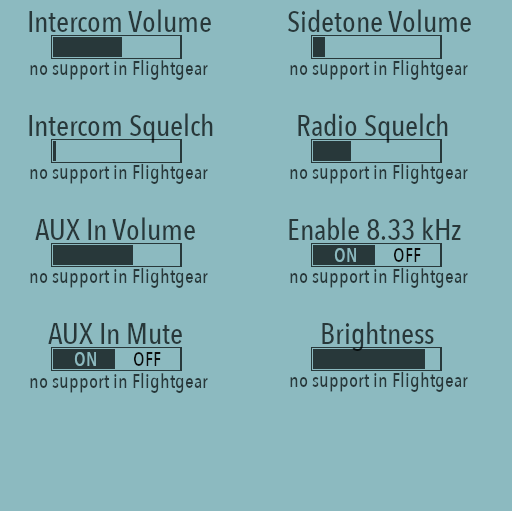 Intercom Volume
no support in Flightgear
Sidetone Volume
no support in Flightgear
Intercom Squelch
no support in Flightgear
Radio Squelch
no support in Flightgear
AUX In Volume
no support in Flightgear
Enable 8.33 kHz
ON OFF
no support in Flightgear
AUX In Mute
ON OFF
no support in Flightgear
Brightness
no support in Flightgear